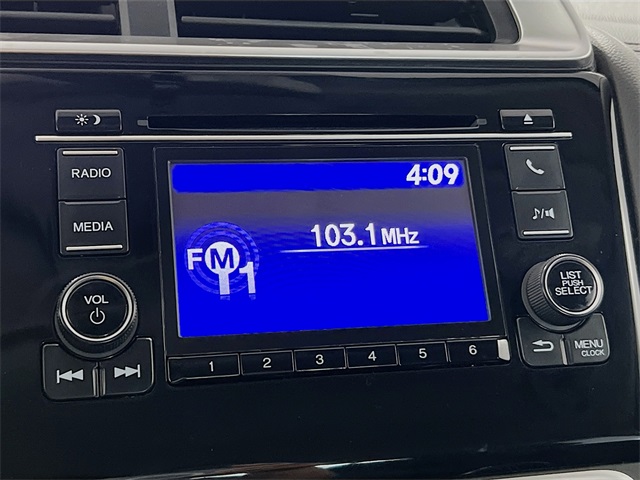 RADIO
MEDIA
VOL
4:09
103.1 MHz
FM1
♪/
LIST
PUSH
SELECT
MENU
CLOCK
1 2 3 4 5 6